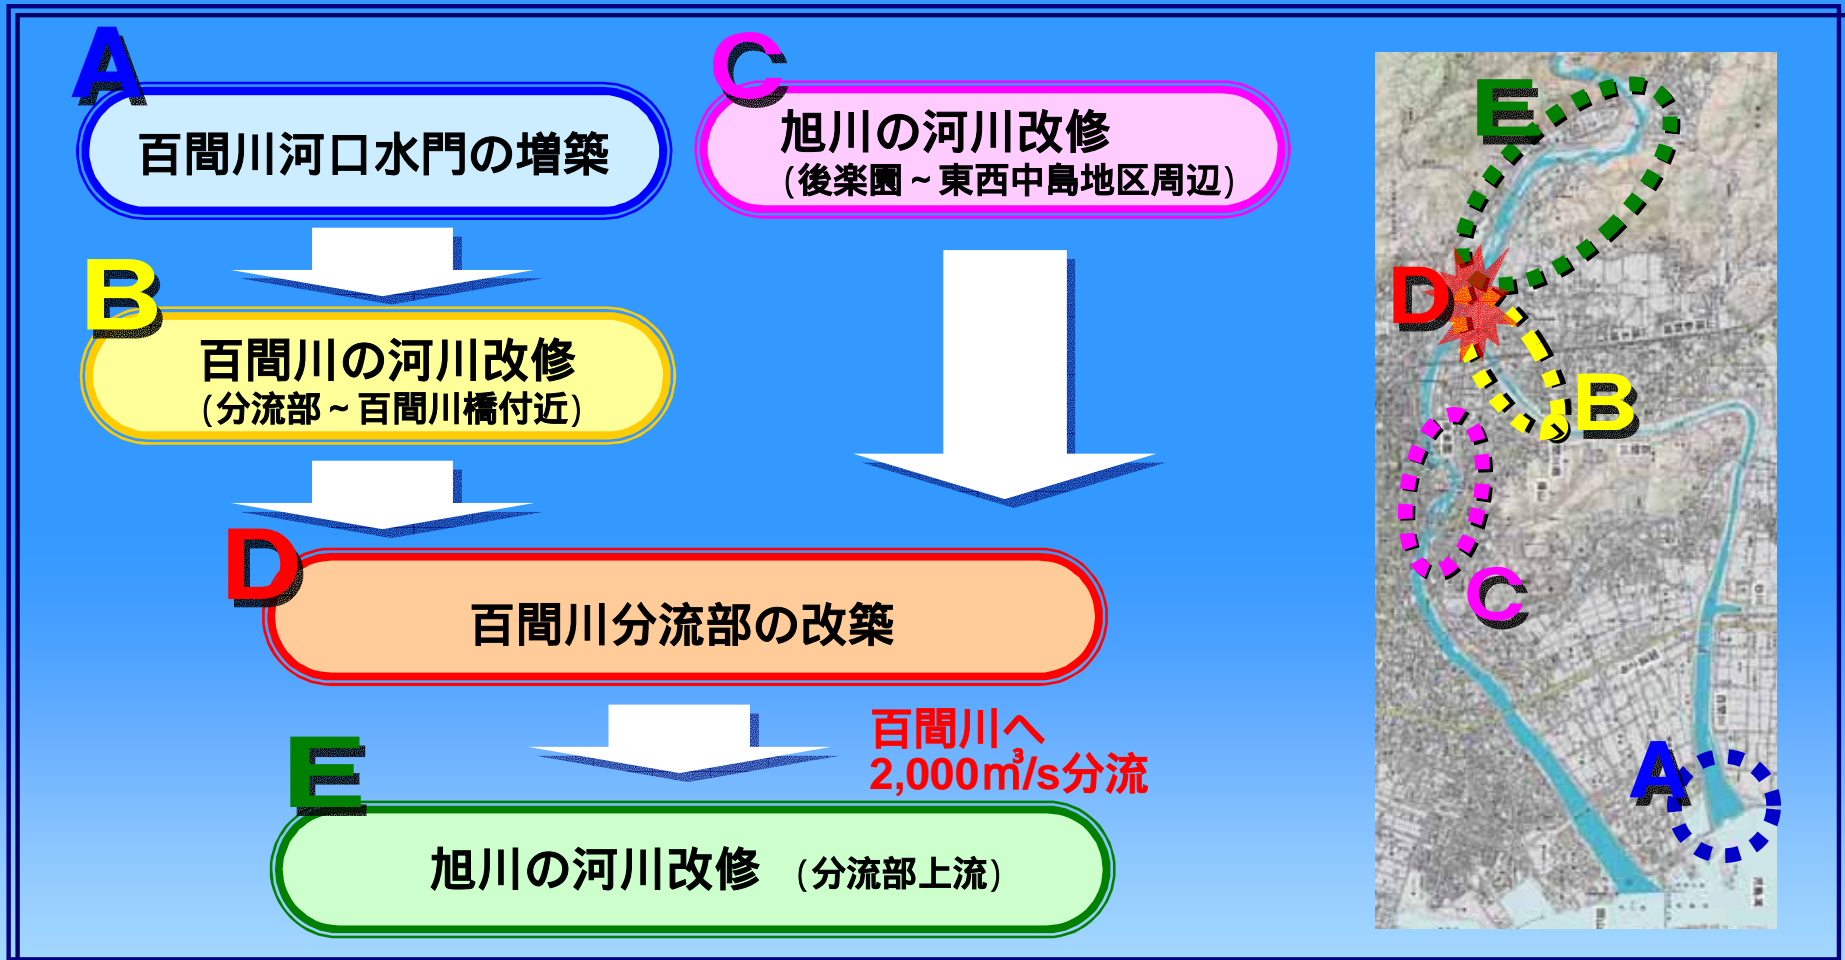 A
百間川河口水門の増築
C
旭川の河川改修
（後楽園～東西中島地区周辺）
B
百間川の河川改修
（分流部～百間川橋付近）
D
百間川分流部の改築
百間川へ
2,000㎥/s分流
E
旭川の河川改修 （分流部上流）
E
D
B
C
A